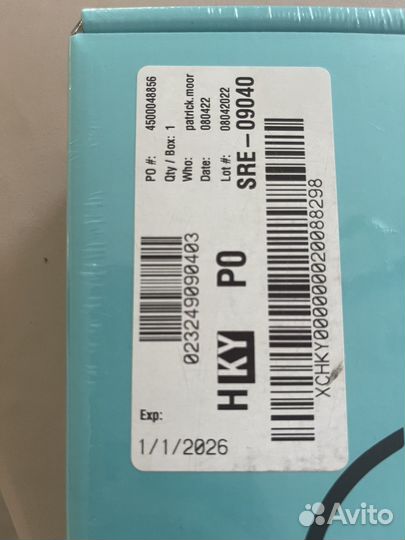 PO #: 4500048856
Qty / Box: 1
Who: patrick.moor
Date: 080422
Lot #: 08042022
SRE-09040
023249090403
H KY PO
XCHKY000000020088298
Exp:
1/1/2026
Avito